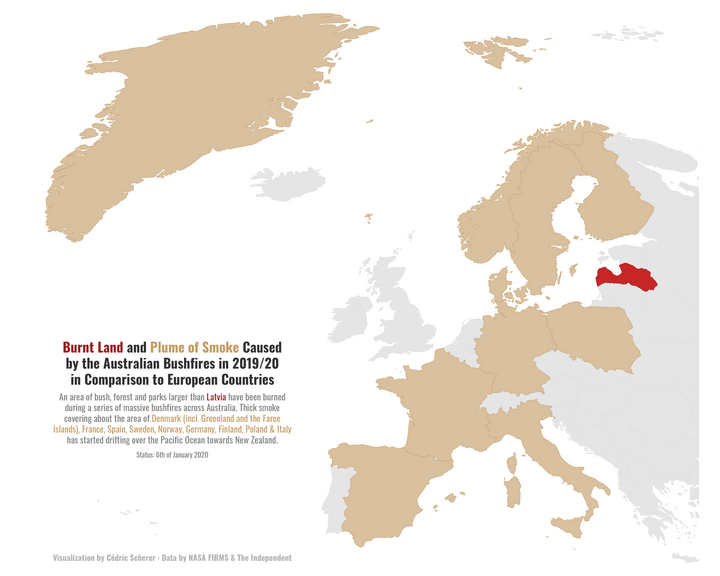 Burnt Land and Plume of Smoke Caused
by the Australian Bushfires in 2019/20
in Comparison to European Countries
An area of bush, forest and parks larger than Latvia have been burned
during a series of massive bushfires across Australia. Thick smoke
covering about the area of Denmark (incl. Greenland and the Faroe
Islands), France, Spain, Sweden, Norway, Germany, Finland, Poland & Italy
has started drifting over the Pacific Ocean towards New Zealand.
Status: 6th of January 2020
Visualization by Cédric Scherer · Data by NASA FIRMS & The Independent